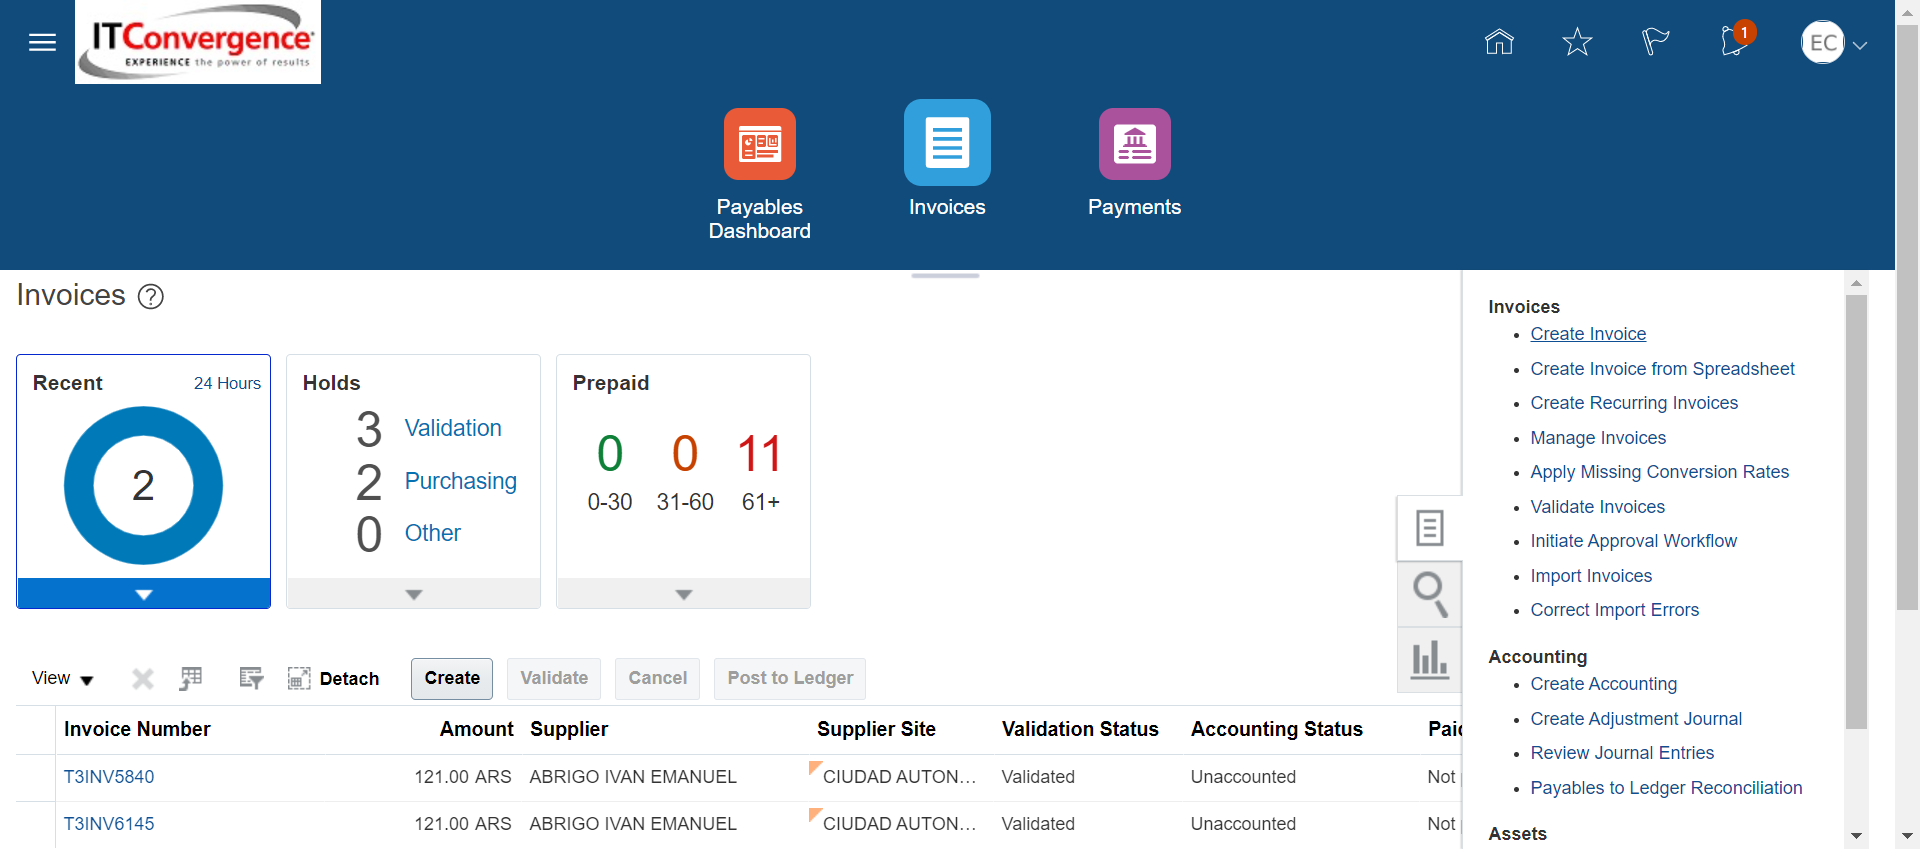 ITConvergence
EXPERIENCE the power of results
1
EC
Payables
Dashboard
Invoices
Payments
Invoices ?
Recent 24 Hours
2
Holds
3 Validation
2 Purchasing
0 Other
Prepaid
0 0 11
0-30 31-60 61+
View Detach Create Validate Cancel Post to Ledger
Invoice Number Amount Supplier Supplier Site Validation Status Accounting Status
T3INV5840 121.00 ARS ABRIGO IVAN EMANUEL CIUDAD AUTON... Validated Unaccounted Not
T3INV6145 121.00 ARS ABRIGO IVAN EMANUEL CIUDAD AUTON... Validated Unaccounted Not
Invoices
• Create Invoice
• Create Invoice from Spreadsheet
• Create Recurring Invoices
• Manage Invoices
• Apply Missing Conversion Rates
• Validate Invoices
• Initiate Approval Workflow
• Import Invoices
• Correct Import Errors
Accounting
• Create Accounting
• Create Adjustment Journal
• Review Journal Entries
• Payables to Ledger Reconciliation
Assets